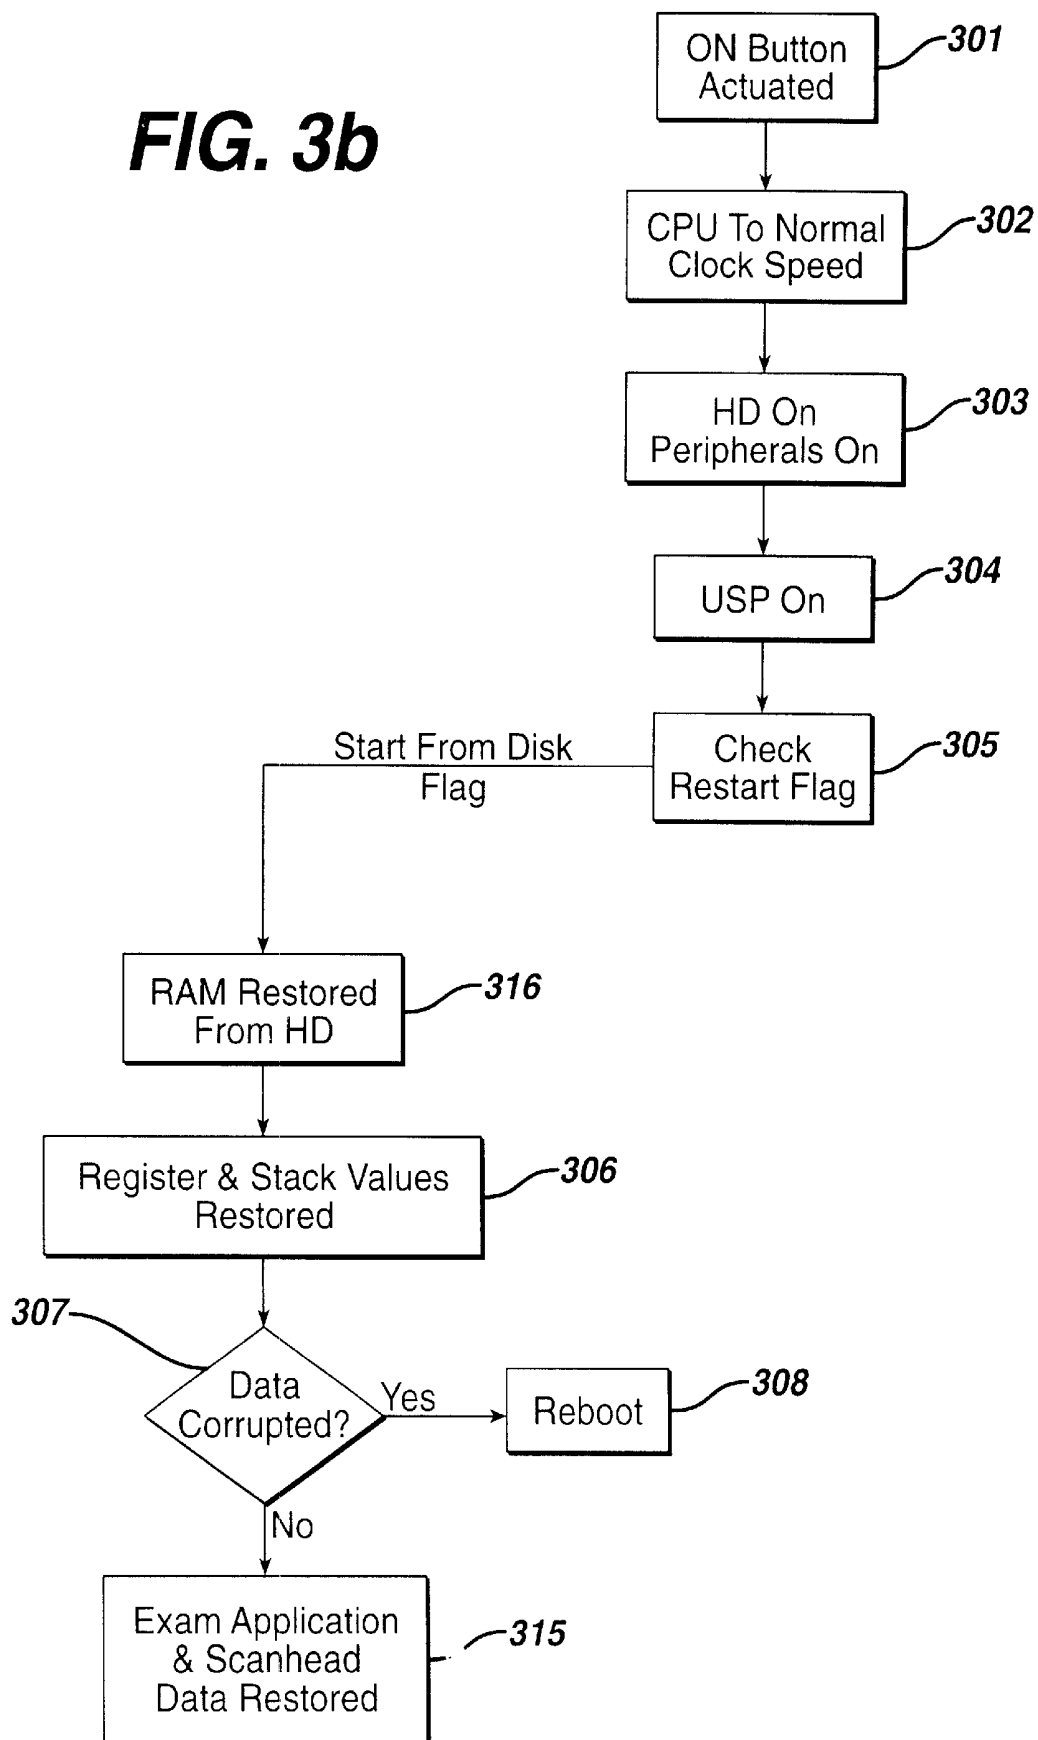 FIG. 3b
ON Button
Actuated
301
CPU To Normal
Clock Speed
302
HD On
Peripherals On
303
USP On
304
Check
Restart Flag
305
Start From Disk
Flag
RAM Restored
From HD
316
Register & Stack Values
Restored
306
307
Data
Corrupted?
Yes
Reboot
308
No
Exam Application
& Scanhead
Data Restored
315